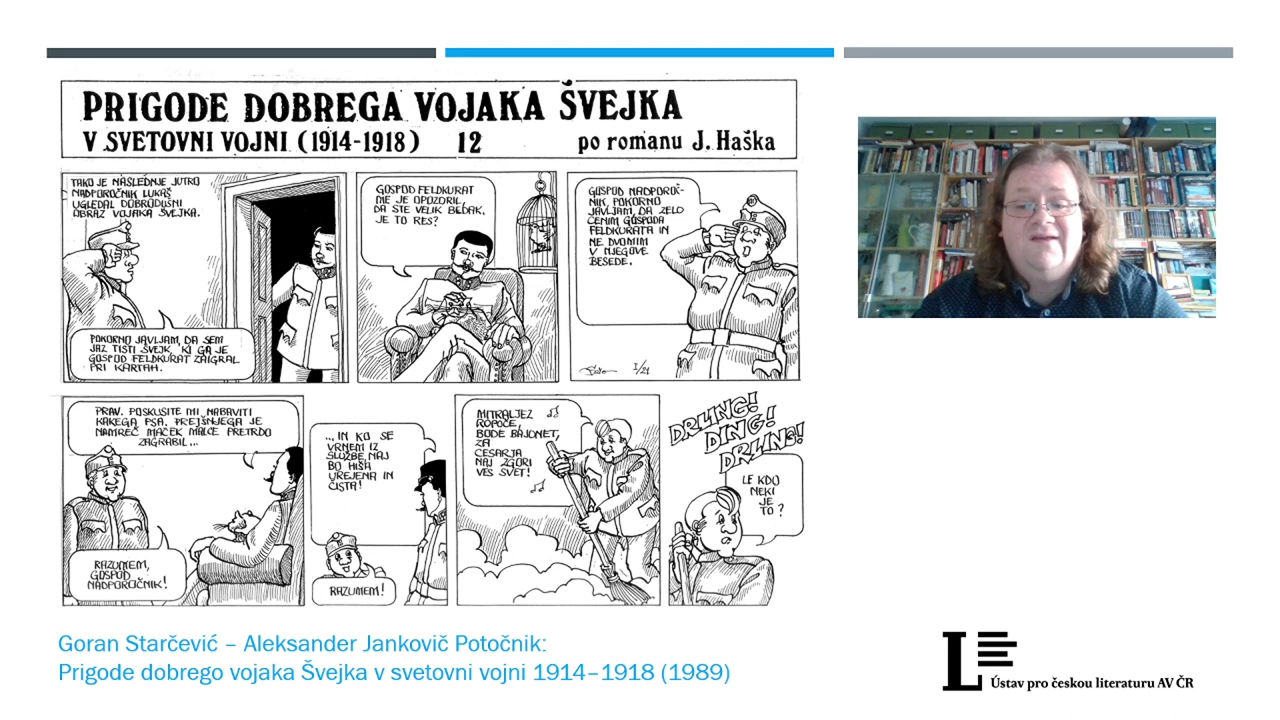 PRIGODE DOBREGA VOJAKA ŠVEJKA
V SVETOVNI VOJNI (1914-1918) 12 po romanu J. Haška
TAKO JE NASLEDNJE JUTRO
NADPOROČNIK LUKAŠ
UGLEDAL DOBRODUŠNI
OBRAZ VOJAKA ŠVEJKA.
POKORNO JAVLJAM, DA SEM
JAZ TISTI ŠVEJK, KI GA JE
GOSPOD FELDKURAT ZAIGRAL
PRI KARTAH.
GOSPOD FELDKURAT
ME JE OPOZORIL,
DA STE VELIK BEDAK.
JE TO RES?
GOSPOD NADPOROČ-
NIK, POKORNO
JAVLJAM, DA ZELO
CENIM GOSPODA
FELDKURATA IN
NE DVOMIM
V NJEGOVE
BESEDE.
I/21
PRAV. POSKUSITE MI NABAVITI
KAKEGA PSA. PREJŠNJEGA JE
NAMREČ MAČEK MALCE PRETRDO
ZAGRABIL...
RAZUMEM,
GOSPOD
NADPOROČNIK!
... IN KO SE
VRNEM IZ
SLUŽBE, NAJ
BO HIŠA
UREJENA IN
ČISTA!
RAZUMEM!
MITRALJEZ
ROPOČE,
BODE BAJONET,
ZA
CESARJA
NAJ ZGORI
VES SVET!
DRLING!
DING!
DRLING!
LE KDO
NEKI
JE
TO?
Goran Starčević – Aleksander Jankovič Potočnik:
Prigode dobrego vojaka Švejka v svetovni vojni 1914–1918 (1989)
Ústav pro českou literaturu AV ČR